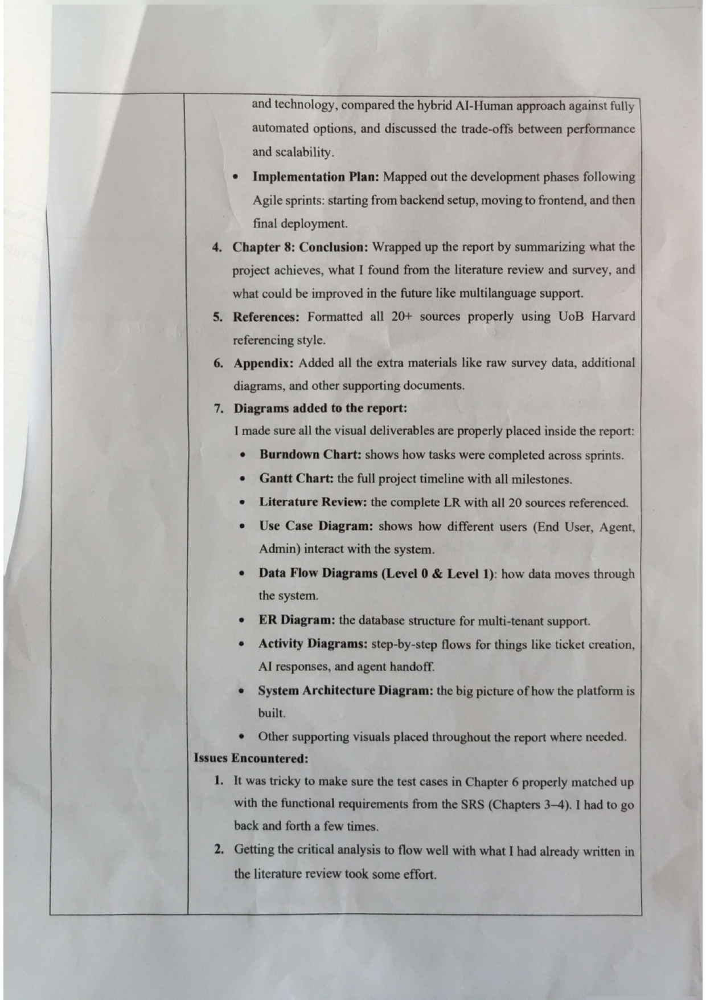 and technology, compared the hybrid AI-Human approach against fully
automated options, and discussed the trade-offs between performance
and scalability.
• Implementation Plan: Mapped out the development phases following
Agile sprints: starting from backend setup, moving to frontend, and then
final deployment.
4. Chapter 8: Conclusion: Wrapped up the report by summarizing what the
project achieves, what I found from the literature review and survey, and
what could be improved in the future like multilanguage support.
5. References: Formatted all 20+ sources properly using UoB Harvard
referencing style.
6. Appendix: Added all the extra materials like raw survey data, additional
diagrams, and other supporting documents.
7. Diagrams added to the report:
I made sure all the visual deliverables are properly placed inside the report:
• Burndown Chart: shows how tasks were completed across sprints.
• Gantt Chart: the full project timeline with all milestones.
• Literature Review: the complete LR with all 20 sources referenced.
• Use Case Diagram: shows how different users (End User, Agent,
Admin) interact with the system.
• Data Flow Diagrams (Level 0 & Level 1): how data moves through
the system.
• ER Diagram: the database structure for multi-tenant support.
• Activity Diagrams: step-by-step flows for things like ticket creation,
AI responses, and agent handoff.
• System Architecture Diagram: the big picture of how the platform is
built.
• Other supporting visuals placed throughout the report where needed.
Issues Encountered:
1. It was tricky to make sure the test cases in Chapter 6 properly matched up
with the functional requirements from the SRS (Chapters 3–4). I had to go
back and forth a few times.
2. Getting the critical analysis to flow well with what I had already written in
the literature review took some effort.